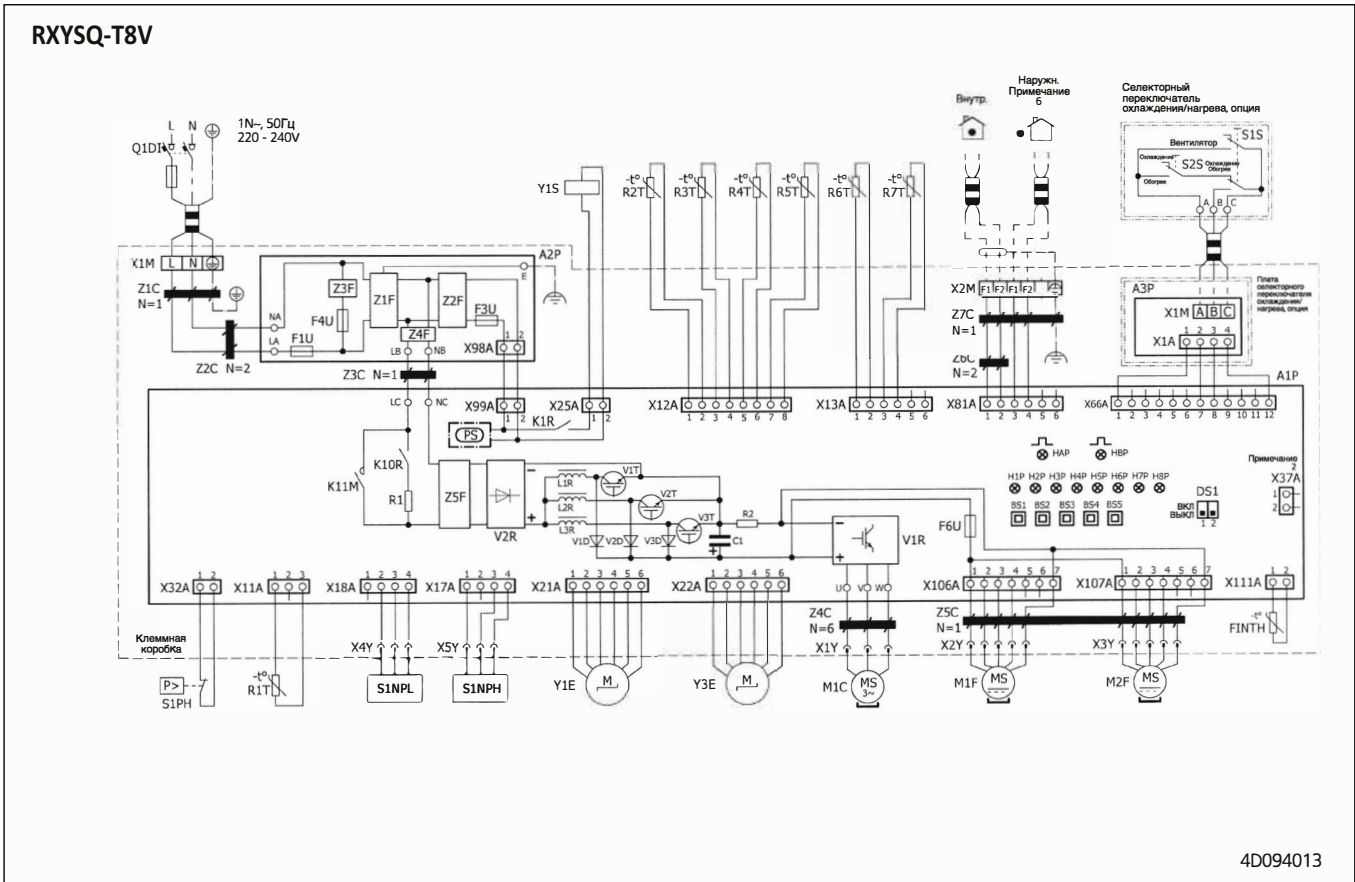 RXYSQ-T8V
L N
1N~, 50Гц
220 - 240V
Q1DI
Y1S
-t° R2T
-t° R3T
-t° R4T
-t° R5T
-t° R6T
-t° R7T
Внутр.
Наружн.
Примечание
6
Селекторный
переключатель
охлаждения/нагрева, опция
S1S
Вентилятор
Охлаждение
S2S
Охлаждение
Обогрев
Обогрев
A B C
X1M L N
A2P
E
Z1C
N=1
Z3F
Z1F
Z2F
F3U
F4U
Z4F
NA
LA
F1U
LB NB
X98A
1 2
Z2C N=2
Z3C N=1
X2M F1 F2 F1 F2
Z7C
N=1
Z6C
N=2
A3P
X1M A B C
1 2 3 4
X1A
Плата
селекторного
переключателя
охлаждения/
нагрева, опция
A1P
LC NC
X99A
1 2
X25A
1 2
X12A
1 2 3 4 5 6 7 8
X13A
1 2 3 4 5 6
X81A
1 2 3 4 5 6
X66A
1 2 3 4 5 6 7 8 9 10 11 12
PS
K1R
K10R
K11M
R1
Z5F
V2R
- +
L1R
L2R
L3R
V1T
V2T
V3T
V1D V2D V3D
C1
+
R2
-
+
V1R
U V W
F6U
HAP
HBP
H1P H2P H3P H4P H5P H6P H7P H8P
BS1 BS2 BS3 BS4 BS5
DS1
ВКЛ
ВЫКЛ
1 2
Примечание
2
X37A
1
2
X32A
1 2
X11A
1 2 3
X18A
1 2 3 4
X17A
1 2 3 4
X21A
1 2 3 4 5 6
X22A
1 2 3 4 5 6
X106A
1 2 3 4 5 6 7
X107A
1 2 3 4 5 6 7
X111A
1 2
Z4C
N=6
Z5C
N=1
Клеммная
коробка
X4Y
X5Y
X1Y
X2Y
X3Y
-t°
FINTH
P>
S1PH
-t°
R1T
S1NPL
S1NPH
Y1E
M
Y3E
M
M1C
MS
3~
M1F
MS
M2F
MS
4D094013